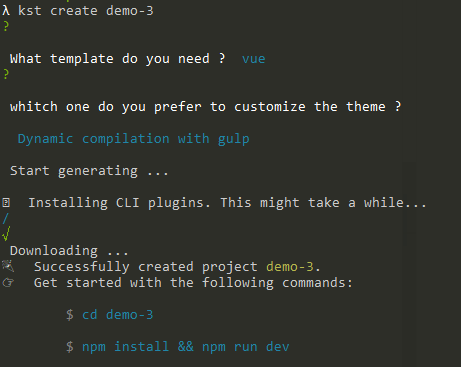 λ kst create demo-3
?
What template do you need ? vue
?
whitch one do you prefer to customize the theme ?
Dynamic compilation with gulp
Start generating ...
Installing CLI plugins. This might take a while...
/
√
Downloading ...
Successfully created project demo-3.
☞ Get started with the following commands:
$ cd demo-3
$ npm install && npm run dev